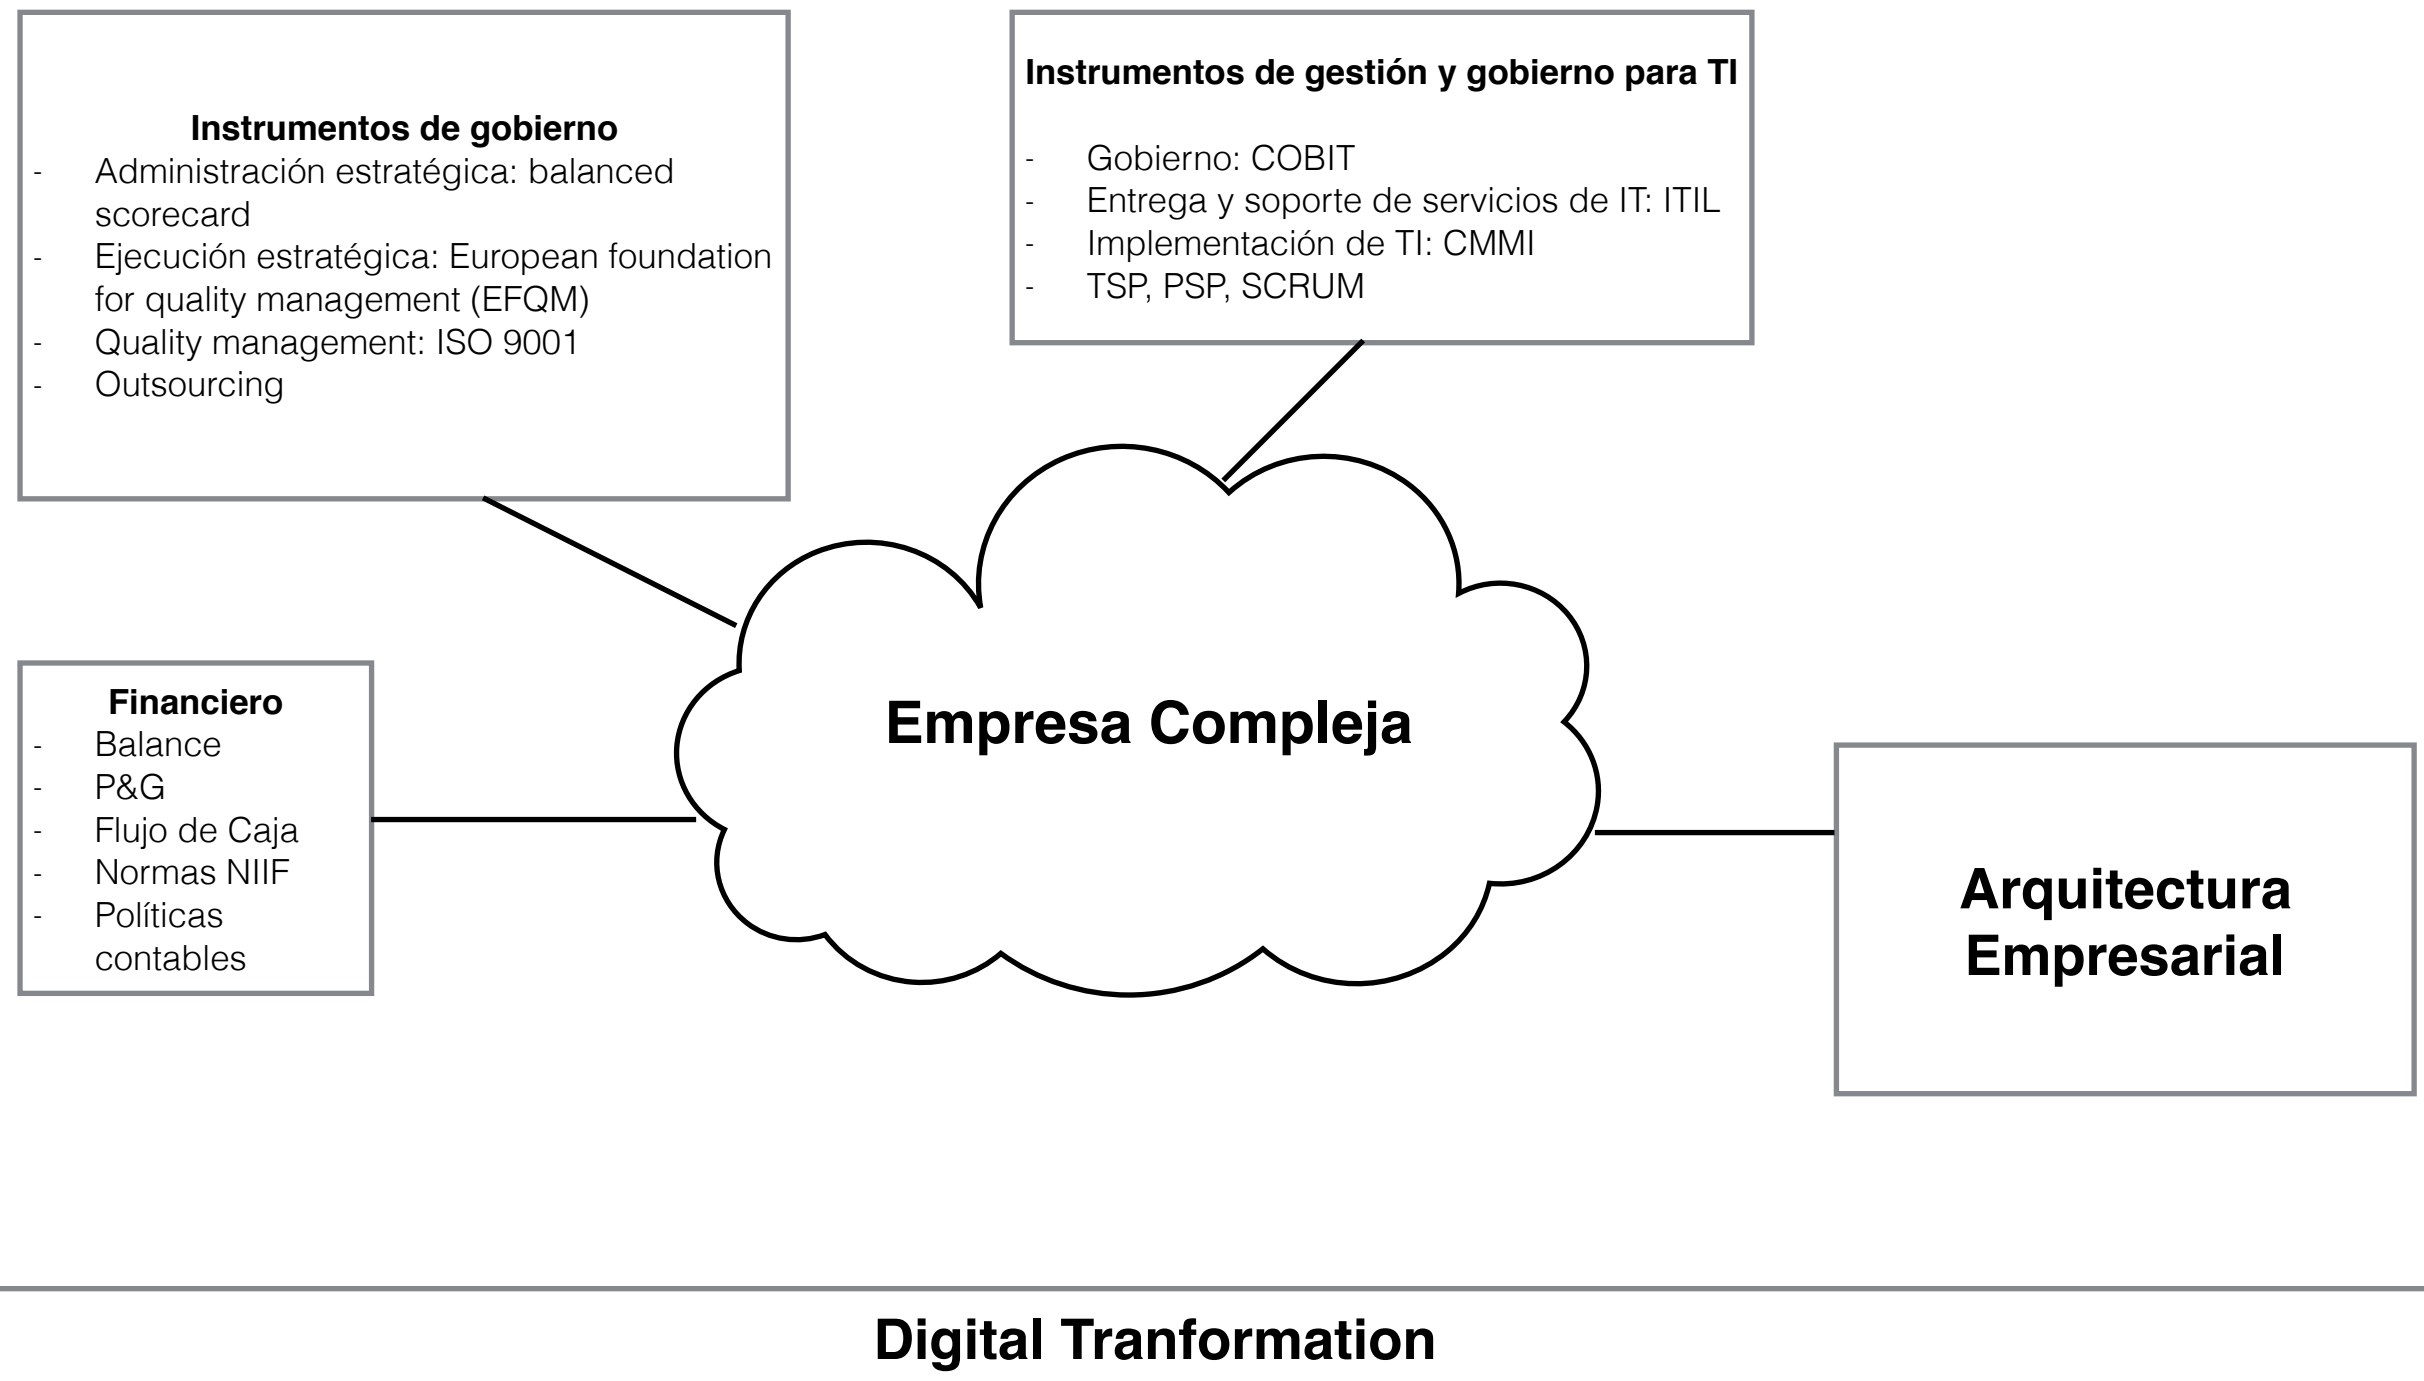 Instrumentos de gobierno
- Administración estratégica: balanced
scorecard
- Ejecución estratégica: European foundation
for quality management (EFQM)
- Quality management: ISO 9001
- Outsourcing
Instrumentos de gestión y gobierno para TI
- Gobierno: COBIT
- Entrega y soporte de servicios de IT: ITIL
- Implementación de TI: CMMI
- TSP, PSP, SCRUM
Financiero
- Balance
- P&G
- Flujo de Caja
- Normas NIIF
- Políticas
contables
Empresa Compleja
Arquitectura
Empresarial
Digital Tranformation